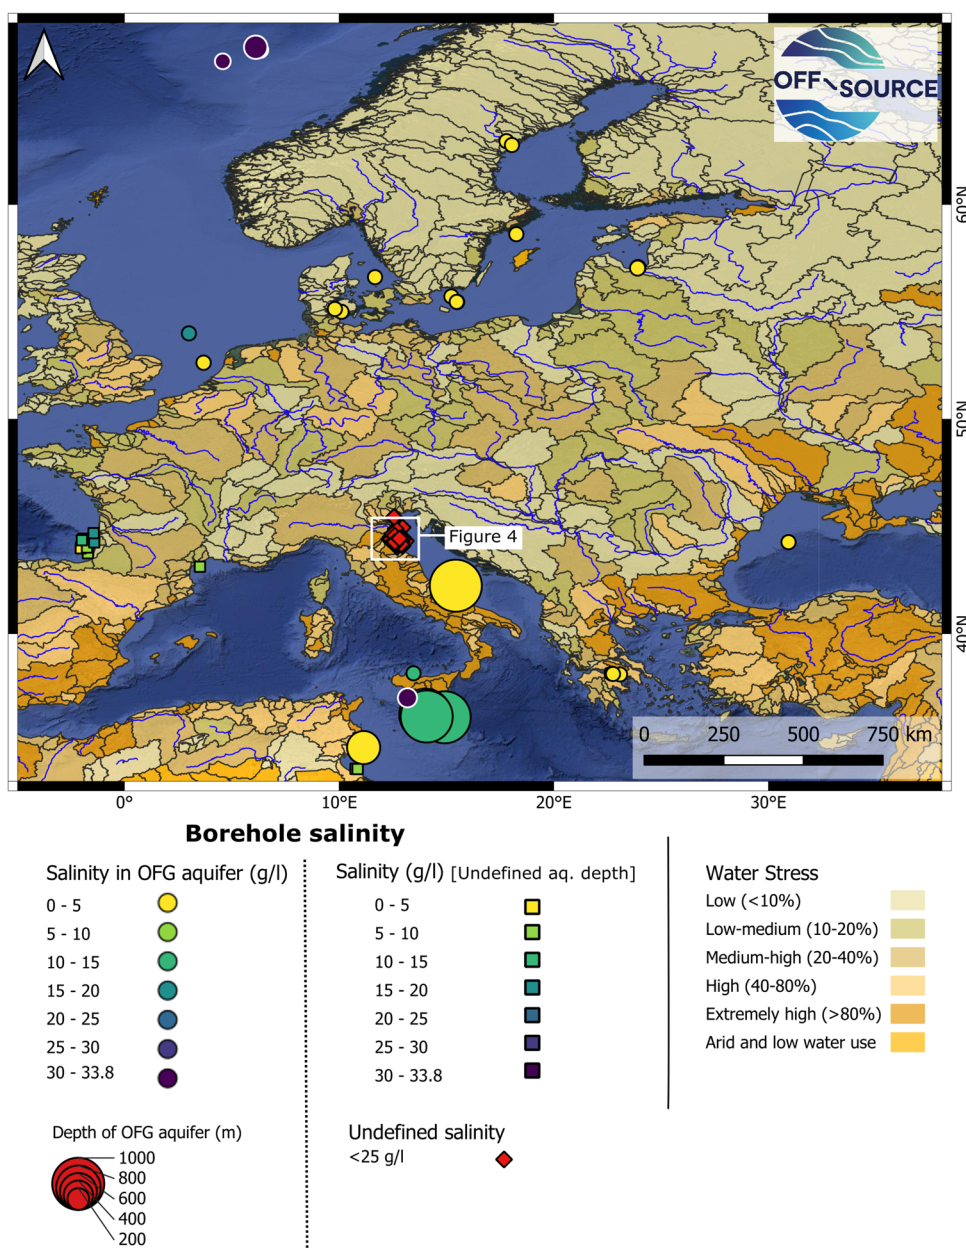 OFF SOURCE
60°N
50°N
Figure 4
40°N
0 250 500 750 km
0° 10°E 20°E 30°E
Borehole salinity
Salinity in OFG aquifer (g/l)
0 - 5
5 - 10
10 - 15
15 - 20
20 - 25
25 - 30
30 - 33.8
Depth of OFG aquifer (m)
1000
800
600
400
200
Salinity (g/l) [Undefined aq. depth]
0 - 5
5 - 10
10 - 15
15 - 20
20 - 25
25 - 30
30 - 33.8
Undefined salinity
<25 g/l
Water Stress
Low (<10%)
Low-medium (10-20%)
Medium-high (20-40%)
High (40-80%)
Extremely high (>80%)
Arid and low water use